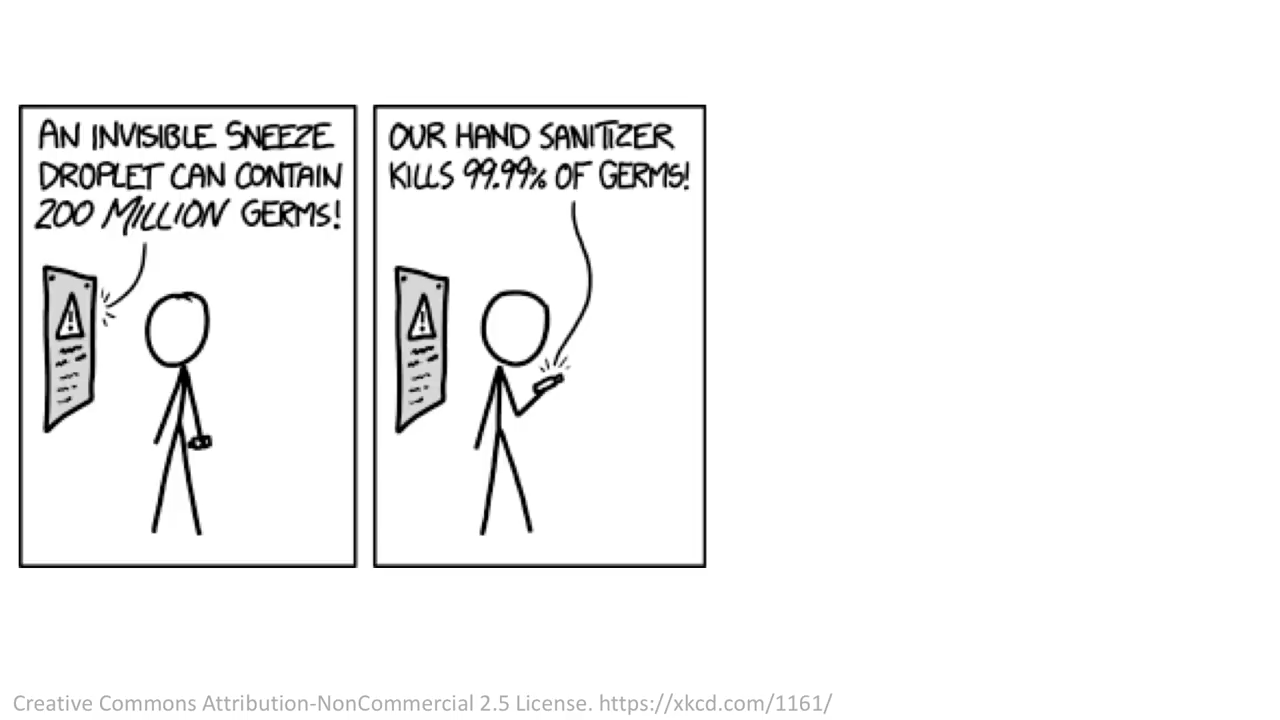 AN INVISIBLE SNEEZE
DROPLET CAN CONTAIN
200 MILLION GERMS!
OUR HAND SANITIZER
KILLS 99.99% OF GERMS!
Creative Commons Attribution-NonCommercial 2.5 License. https://xkcd.com/1161/